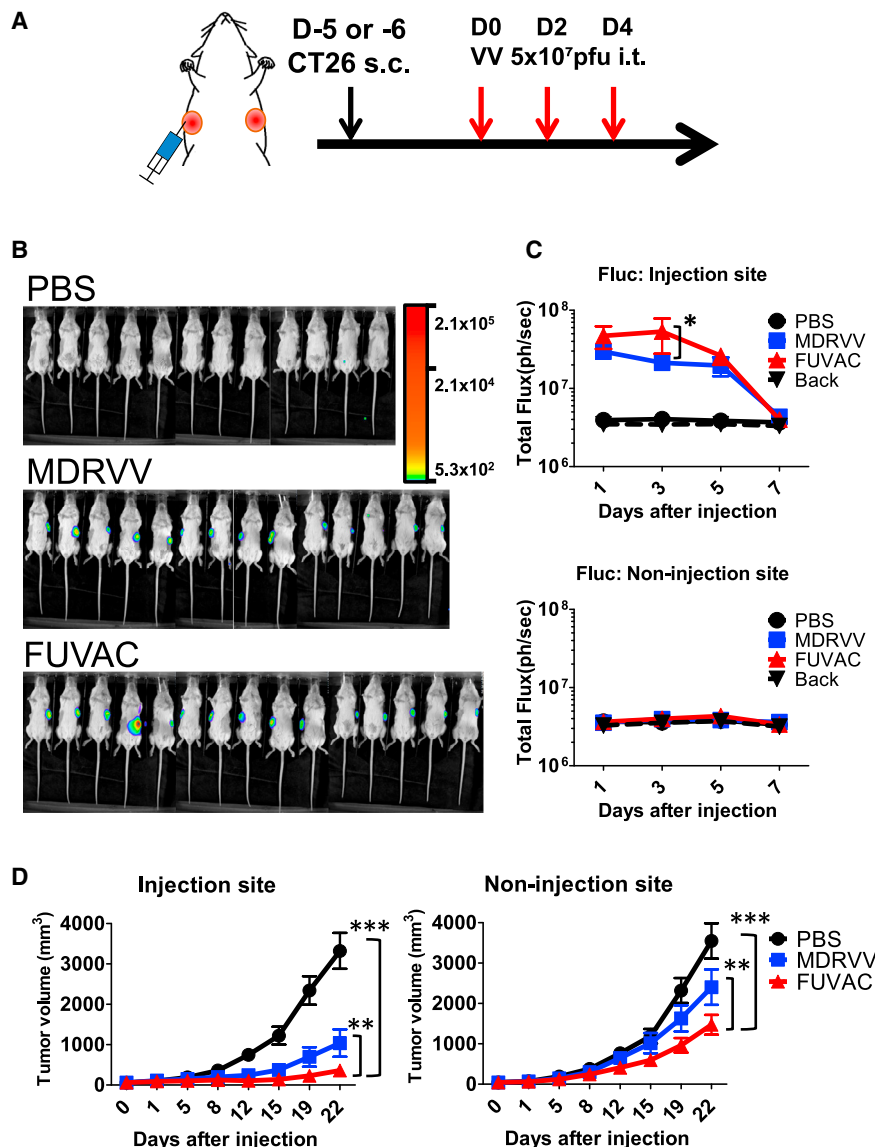 A
D-5 or -6
CT26 s.c.
D0 D2 D4
VV 5x10⁷pfu i.t.
B
PBS
MDRVV
FUVAC
2.1x10⁵
2.1x10⁴
5.3x10²
C
Fluc: Injection site
Total Flux(ph/sec)
10⁸
10⁷
10⁶
*
PBS
MDRVV
FUVAC
Back
1 3 5 7
Days after injection
Fluc: Non-injection site
Total Flux(ph/sec)
10⁸
10⁷
10⁶
PBS
MDRVV
FUVAC
Back
1 3 5 7
Days after injection
D
Injection site
Tumor volume (mm³)
4000
3000
2000
1000
0
***
**
0 1 5 8 12 15 19 22
Days after injection
Non-injection site
Tumor volume (mm³)
4000
3000
2000
1000
0
***
**
PBS
MDRVV
FUVAC
0 1 5 8 12 15 19 22
Days after injection